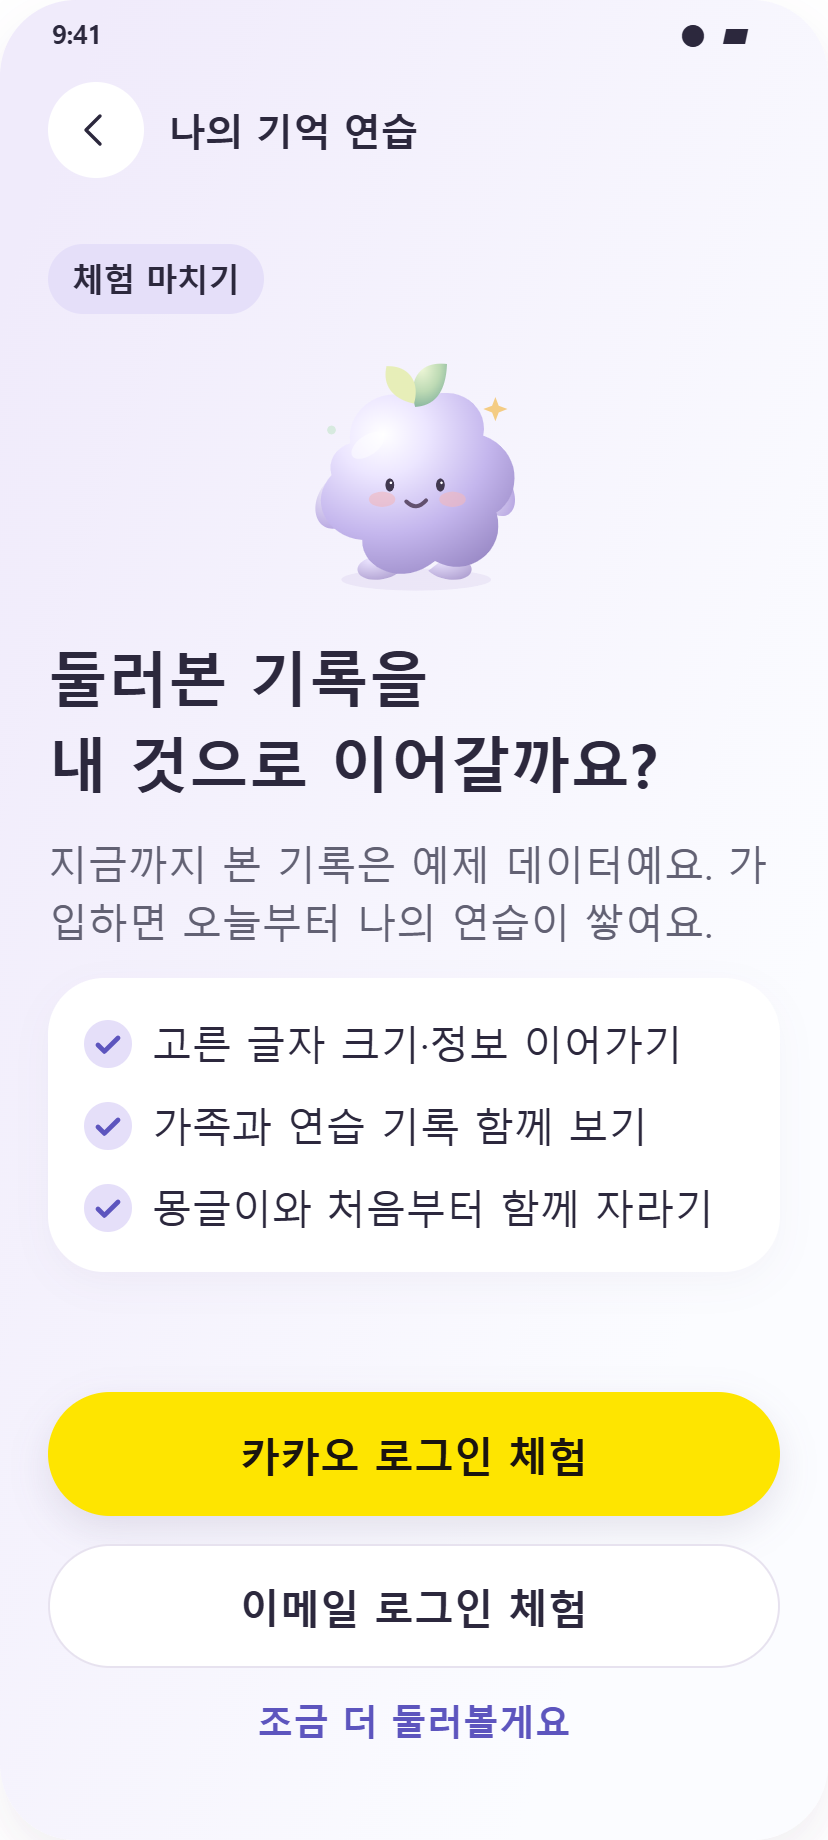 9:41
나의 기억 연습
체험 마치기
둘러본 기록을
내 것으로 이어갈까요?
지금까지 본 기록은 예제 데이터예요. 가
입하면 오늘부터 나의 연습이 쌓여요.
고른 글자 크기·정보 이어가기
가족과 연습 기록 함께 보기
몽글이와 처음부터 함께 자라기
카카오 로그인 체험
이메일 로그인 체험
조금 더 둘러볼게요